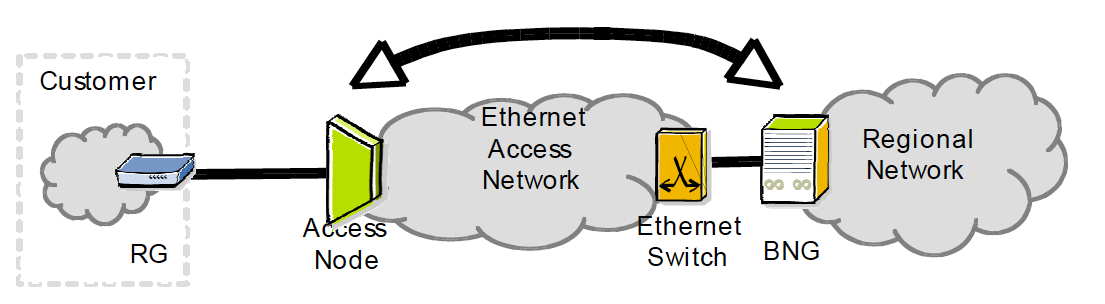 Customer
Ethernet
Access
Network
Regional
Network
RG
Access
Node
Ethernet
Switch
BNG